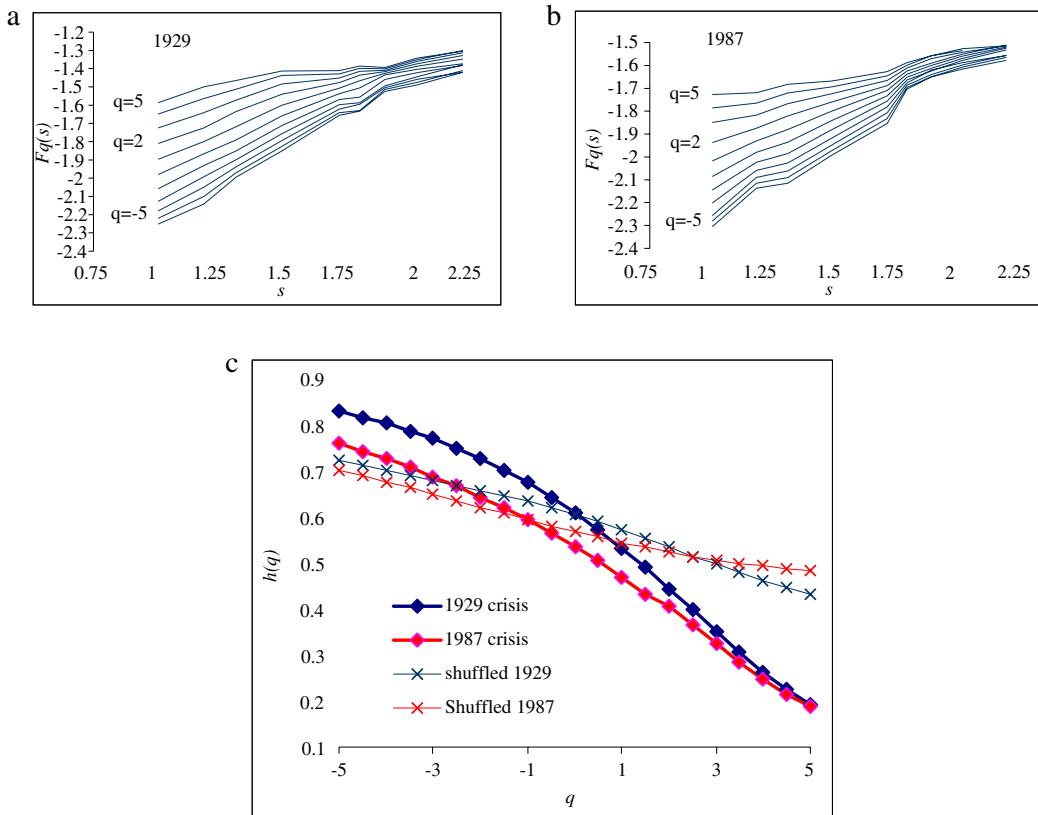 a
1929
-1.3
-1.3
-1.4
-1.5
-1.6
-1.7
-1.8
-1.9
-2
-2.1
-2.2
-2.3
-2.4
Fq(s)
q=5
q=2
q=-5
0.75 1 1.25 1.5 1.75 2 2.25
s
b
1987
-1.5
-1.6
-1.7
-1.8
-1.9
-2
-2.1
-2.2
-2.3
-2.4
Fq(s)
q=5
q=2
q=-5
0.75 1 1.25 1.5 1.75 2 2.25
s
c
0.9
0.8
0.7
0.6
0.5
0.4
0.3
0.2
0.1
h(q)
1929 crisis
1987 crisis
shuffled 1929
Shuffled 1987
-5 -3 -1 1 3 5
q